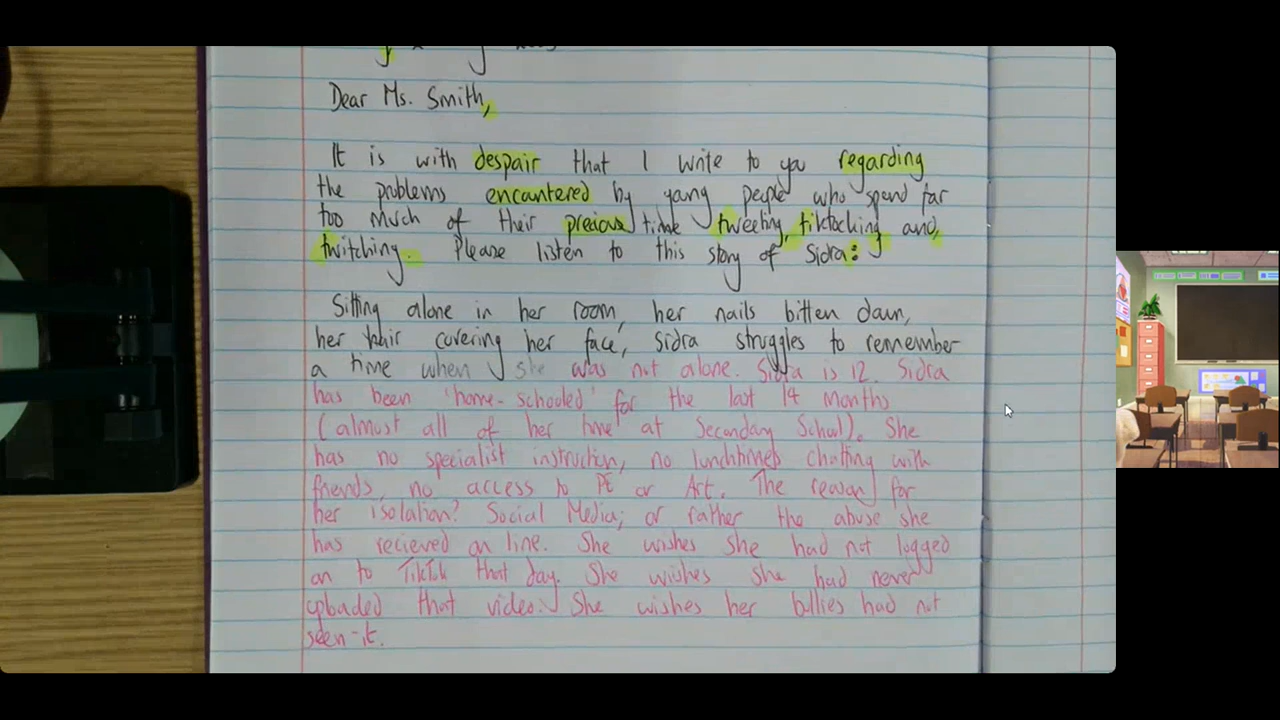 Dear Ms. Smith,
It is with despair that I write to you regarding
the problems encantered by young people who spend far
too much of their precious time tweeting, tiktocking and,
twitching. Please listen to this story of Sidra:
Sitting alone in her room, her nails bitten down,
her hair covering her face, Sidra struggles to remember
a time when she was not alone. Sidra is 12. Sidra
has been 'home-schooled' for the last 14 months
(almost all of her time at Secondary School). She
has no specialist instruction, no lunchtimes chatting with
friends, no access to PE or Art. The reason for
her isolation? Social Media; or rather the abuse she
has recieved on line. She wishes she had not logged
on to TikTok that day. She wishes she had never
uploaded that video. She wishes her bullies had not
seen-it.